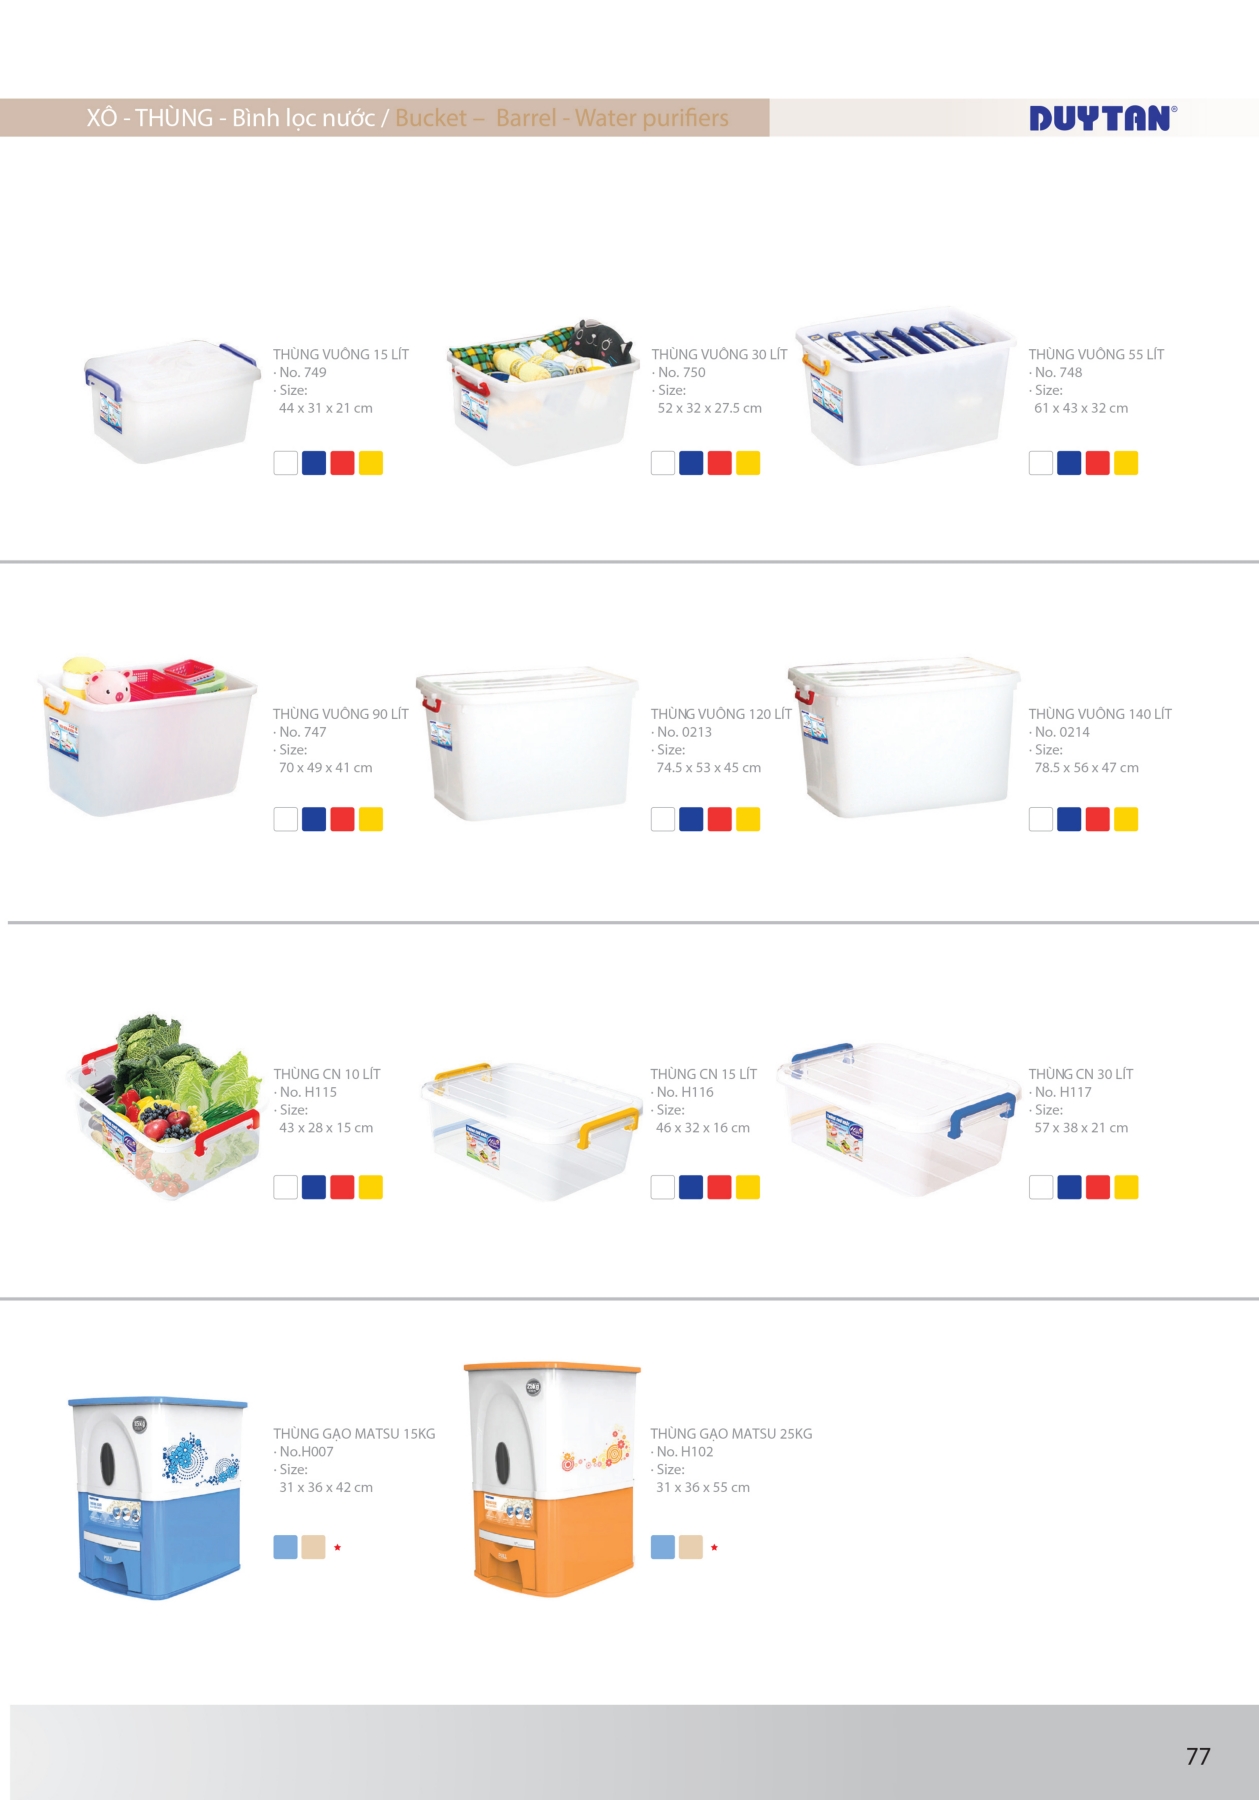 XÔ - THÙNG - Bình lọc nước / Bucket – Barrel - Water purifiers
DUYTAN®
THÙNG VUÔNG 15 LÍT
· No. 749
· Size:
44 x 31 x 21 cm
THÙNG VUÔNG 30 LÍT
· No. 750
· Size:
52 x 32 x 27.5 cm
THÙNG VUÔNG 55 LÍT
· No. 748
· Size:
61 x 43 x 32 cm
THÙNG VUÔNG 90 LÍT
· No. 747
· Size:
70 x 49 x 41 cm
THÙNG VUÔNG 120 LÍT
· No. 0213
· Size:
74.5 x 53 x 45 cm
THÙNG VUÔNG 140 LÍT
· No. 0214
· Size:
78.5 x 56 x 47 cm
THÙNG CN 10 LÍT
· No. H115
· Size:
43 x 28 x 15 cm
THÙNG CN 15 LÍT
· No. H116
· Size:
46 x 32 x 16 cm
THÙNG CN 30 LÍT
· No. H117
· Size:
57 x 38 x 21 cm
15kg
THÙNG GẠO MATSU 15KG
· No.H007
· Size:
31 x 36 x 42 cm
25kg
THÙNG GẠO MATSU 25KG
· No. H102
· Size:
31 x 36 x 55 cm
77